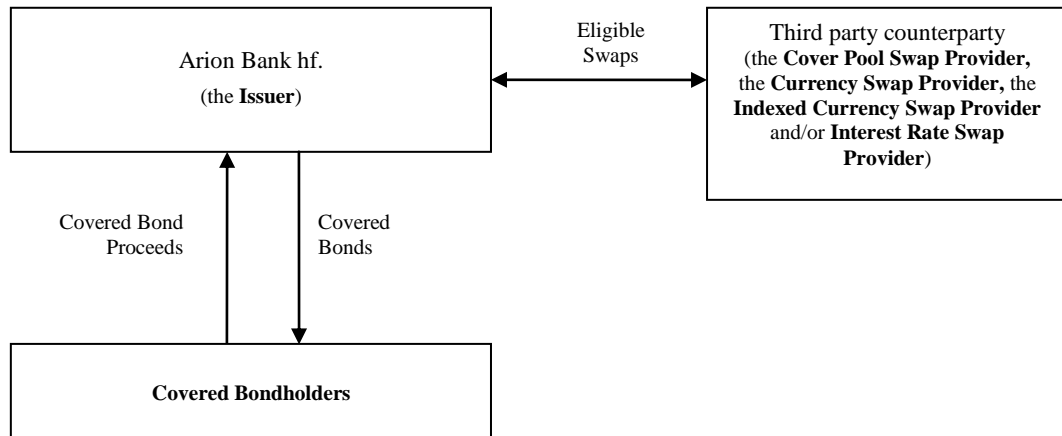 Arion Bank hf.
(the Issuer)
Eligible
Swaps
Third party counterparty
(the Cover Pool Swap Provider,
the Currency Swap Provider, the
Indexed Currency Swap Provider
and/or Interest Rate Swap
Provider)
Covered Bond
Proceeds
Covered
Bonds
Covered Bondholders